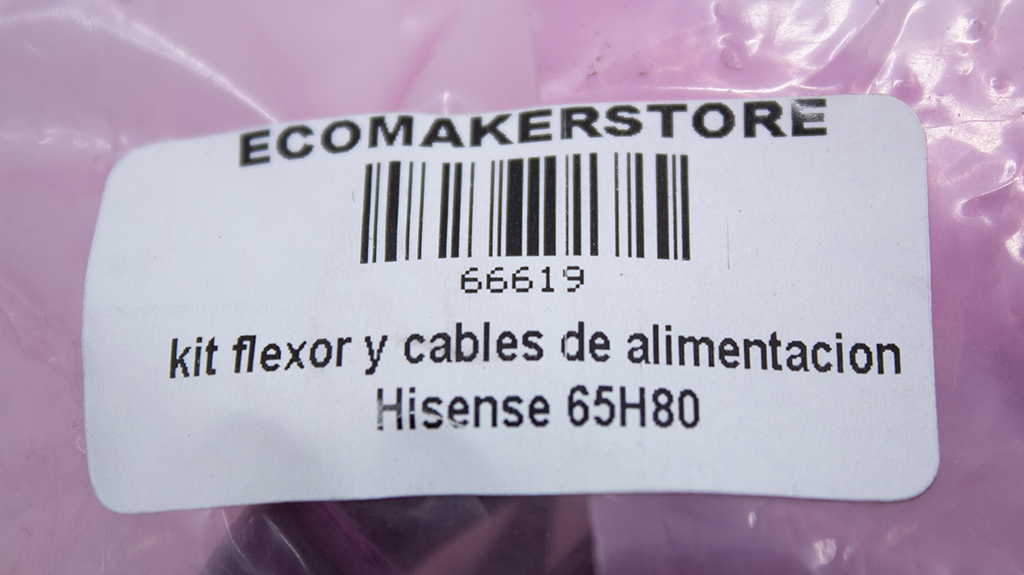 ECOMAKERSTORE
66619
kit flexor y cables de alimentacion
Hisense 65H80